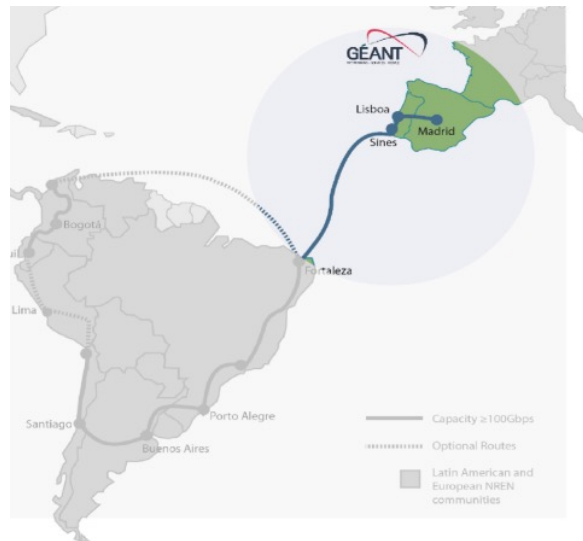 GÉANT
Lisboa
Madrid
Sines
Bogotá
Fortaleza
Lima
Santiago
Porto Alegre
Buenos Aires
Capacity ≥100Gbps
Optional Routes
Latin American and
European NREN
communities